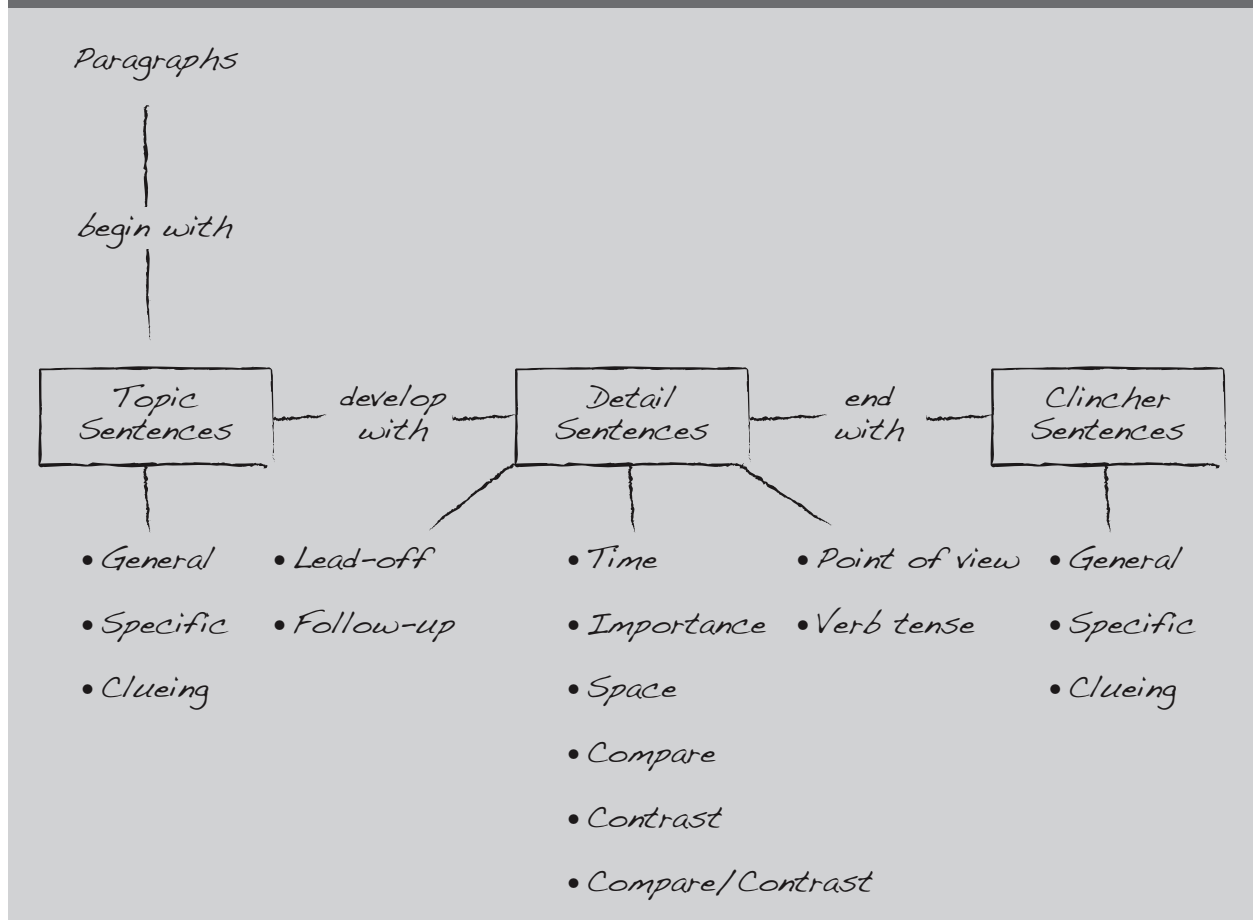 Paragraphs
begin with
Topic
Sentences
develop
with
Detail
Sentences
end
with
Clincher
Sentences
• General
• Specific
• Clueing
• Lead-off
• Follow-up
• Time
• Importance
• Space
• Compare
• Contrast
• Compare/Contrast
• Point of view
• Verb tense
• General
• Specific
• Clueing